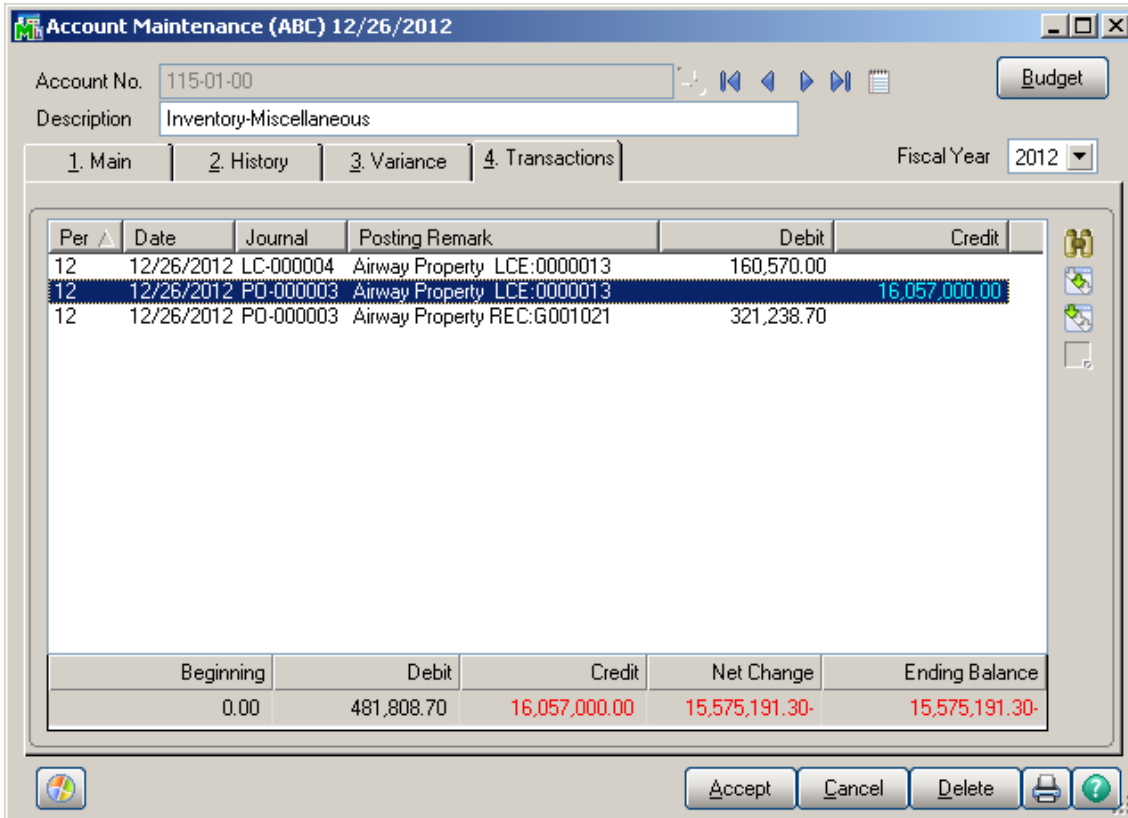 Account Maintenance (ABC) 12/26/2012
Account No. 115-01-00 Budget
Description Inventory-Miscellaneous
1. Main 2. History 3. Variance 4. Transactions Fiscal Year 2012
Per Date Journal Posting Remark Debit Credit
12 12/26/2012 LC-000004 Airway Property LCE:0000013 160,570.00
12 12/26/2012 PO-000003 Airway Property LCE:0000013 16,057,000.00
12 12/26/2012 PO-000003 Airway Property REC:G001021 321,238.70
Beginning Debit Credit Net Change Ending Balance
0.00 481,808.70 16,057,000.00 15,575,191.30- 15,575,191.30-
Accept Cancel Delete